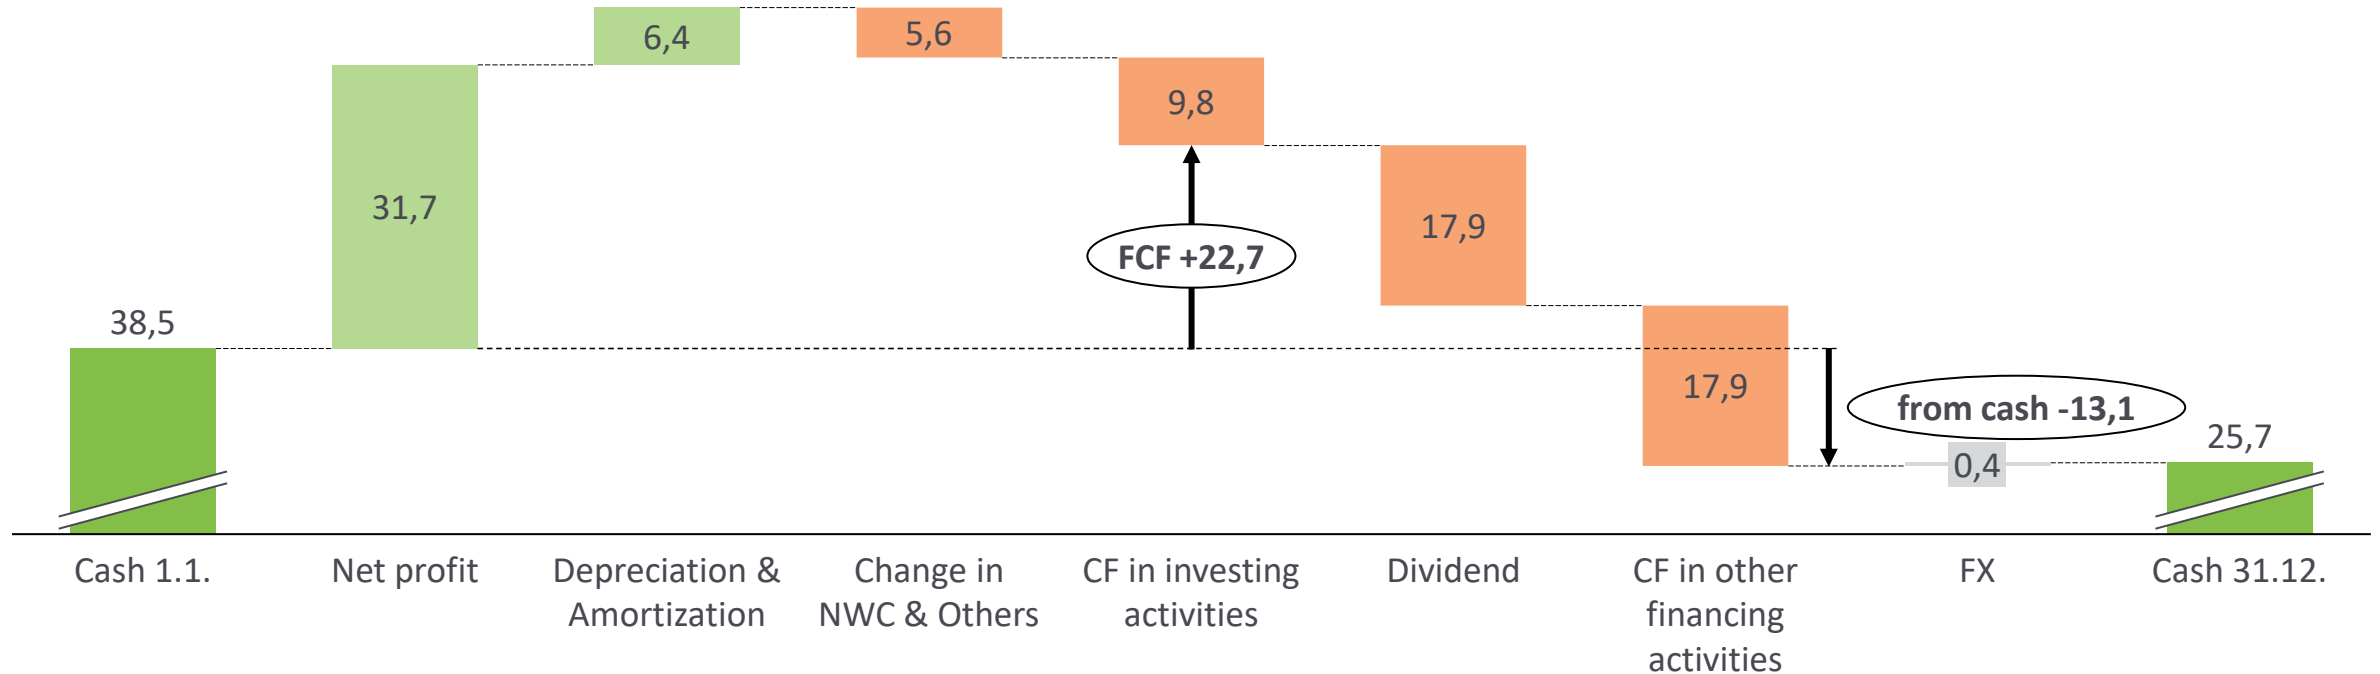 6,4
5,6
9,8
31,7
17,9
FCF +22,7
38,5
17,9
from cash -13,1
25,7
0,4
Cash 1.1.
Net profit
Depreciation &
Amortization
Change in
NWC & Others
CF in investing
activities
Dividend
CF in other
financing
activities
FX
Cash 31.12.